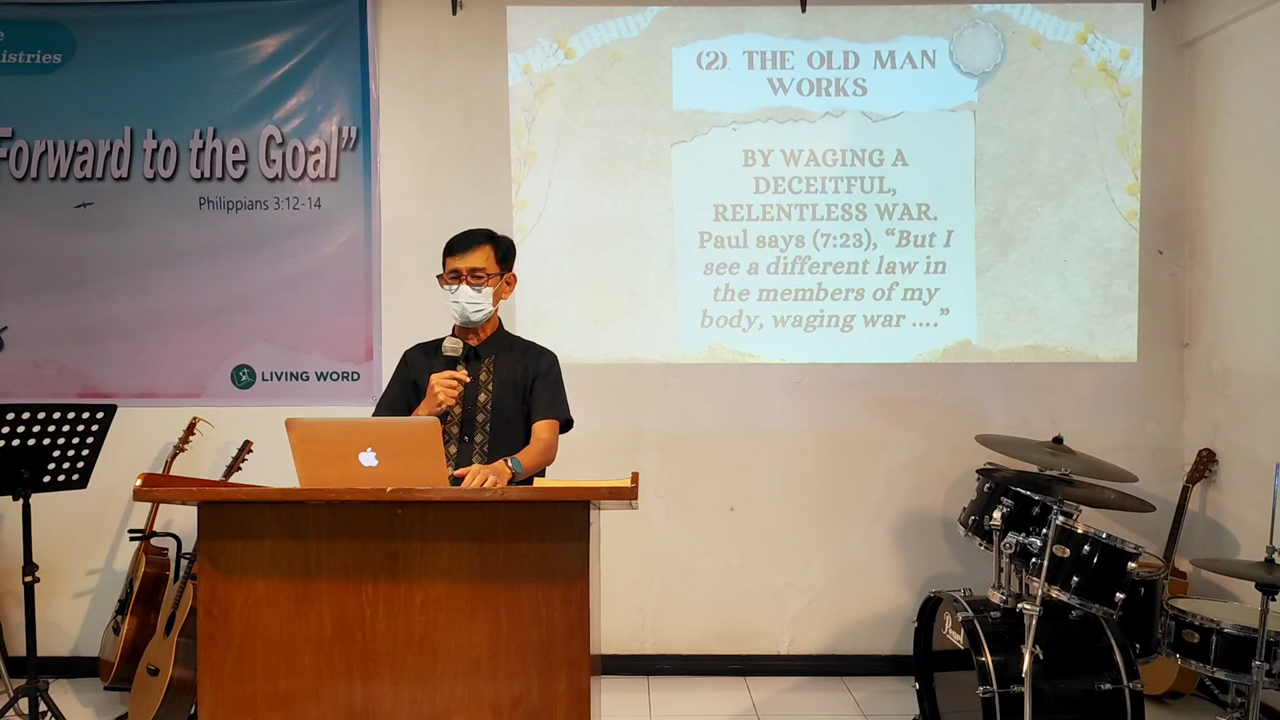 istries
Forward to the Goal”
Philippians 3:12-14
LIVING WORD
(2). THE OLD MAN
WORKS
BY WAGING A
DECEITFUL,
RELENTLESS WAR.
Paul says (7:23), “But I
see a different law in
the members of my
body, waging war ....”
Pearl